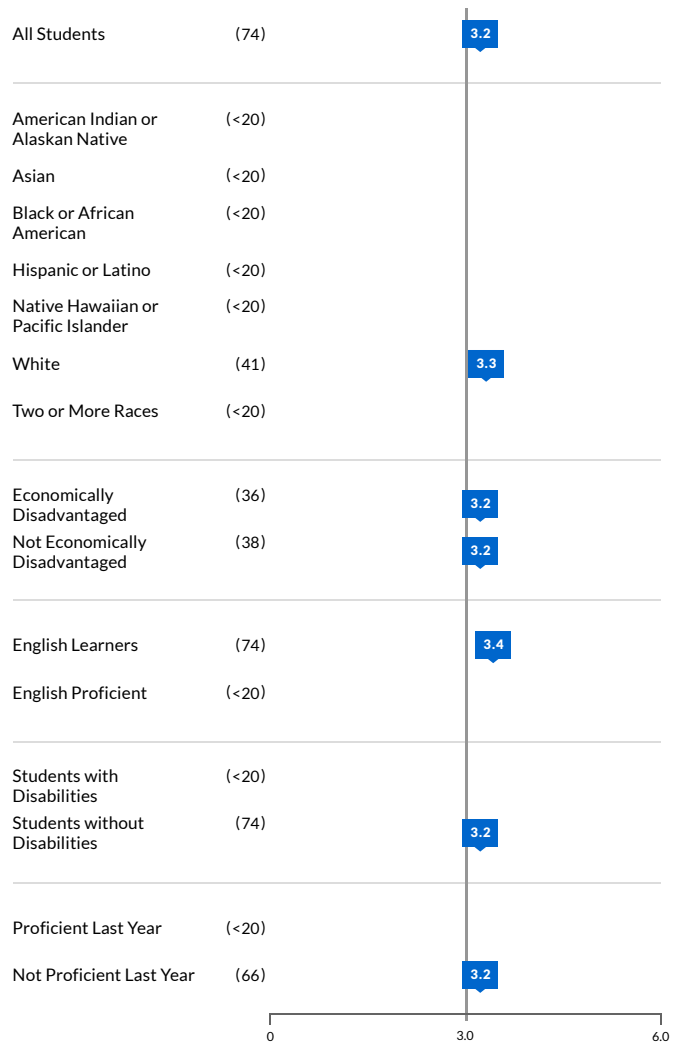 All Students (74) 3.2
American Indian or (<20)
Alaskan Native
Asian (<20)
Black or African (<20)
American
Hispanic or Latino (<20)
Native Hawaiian or (<20)
Pacific Islander
White (41) 3.3
Two or More Races (<20)
Economically (36) 3.2
Disadvantaged
Not Economically (38) 3.2
Disadvantaged
English Learners (74) 3.4
English Proficient (<20)
Students with (<20)
Disabilities
Students without (74) 3.2
Disabilities
Proficient Last Year (<20)
Not Proficient Last Year (66) 3.2
0 3.0 6.0